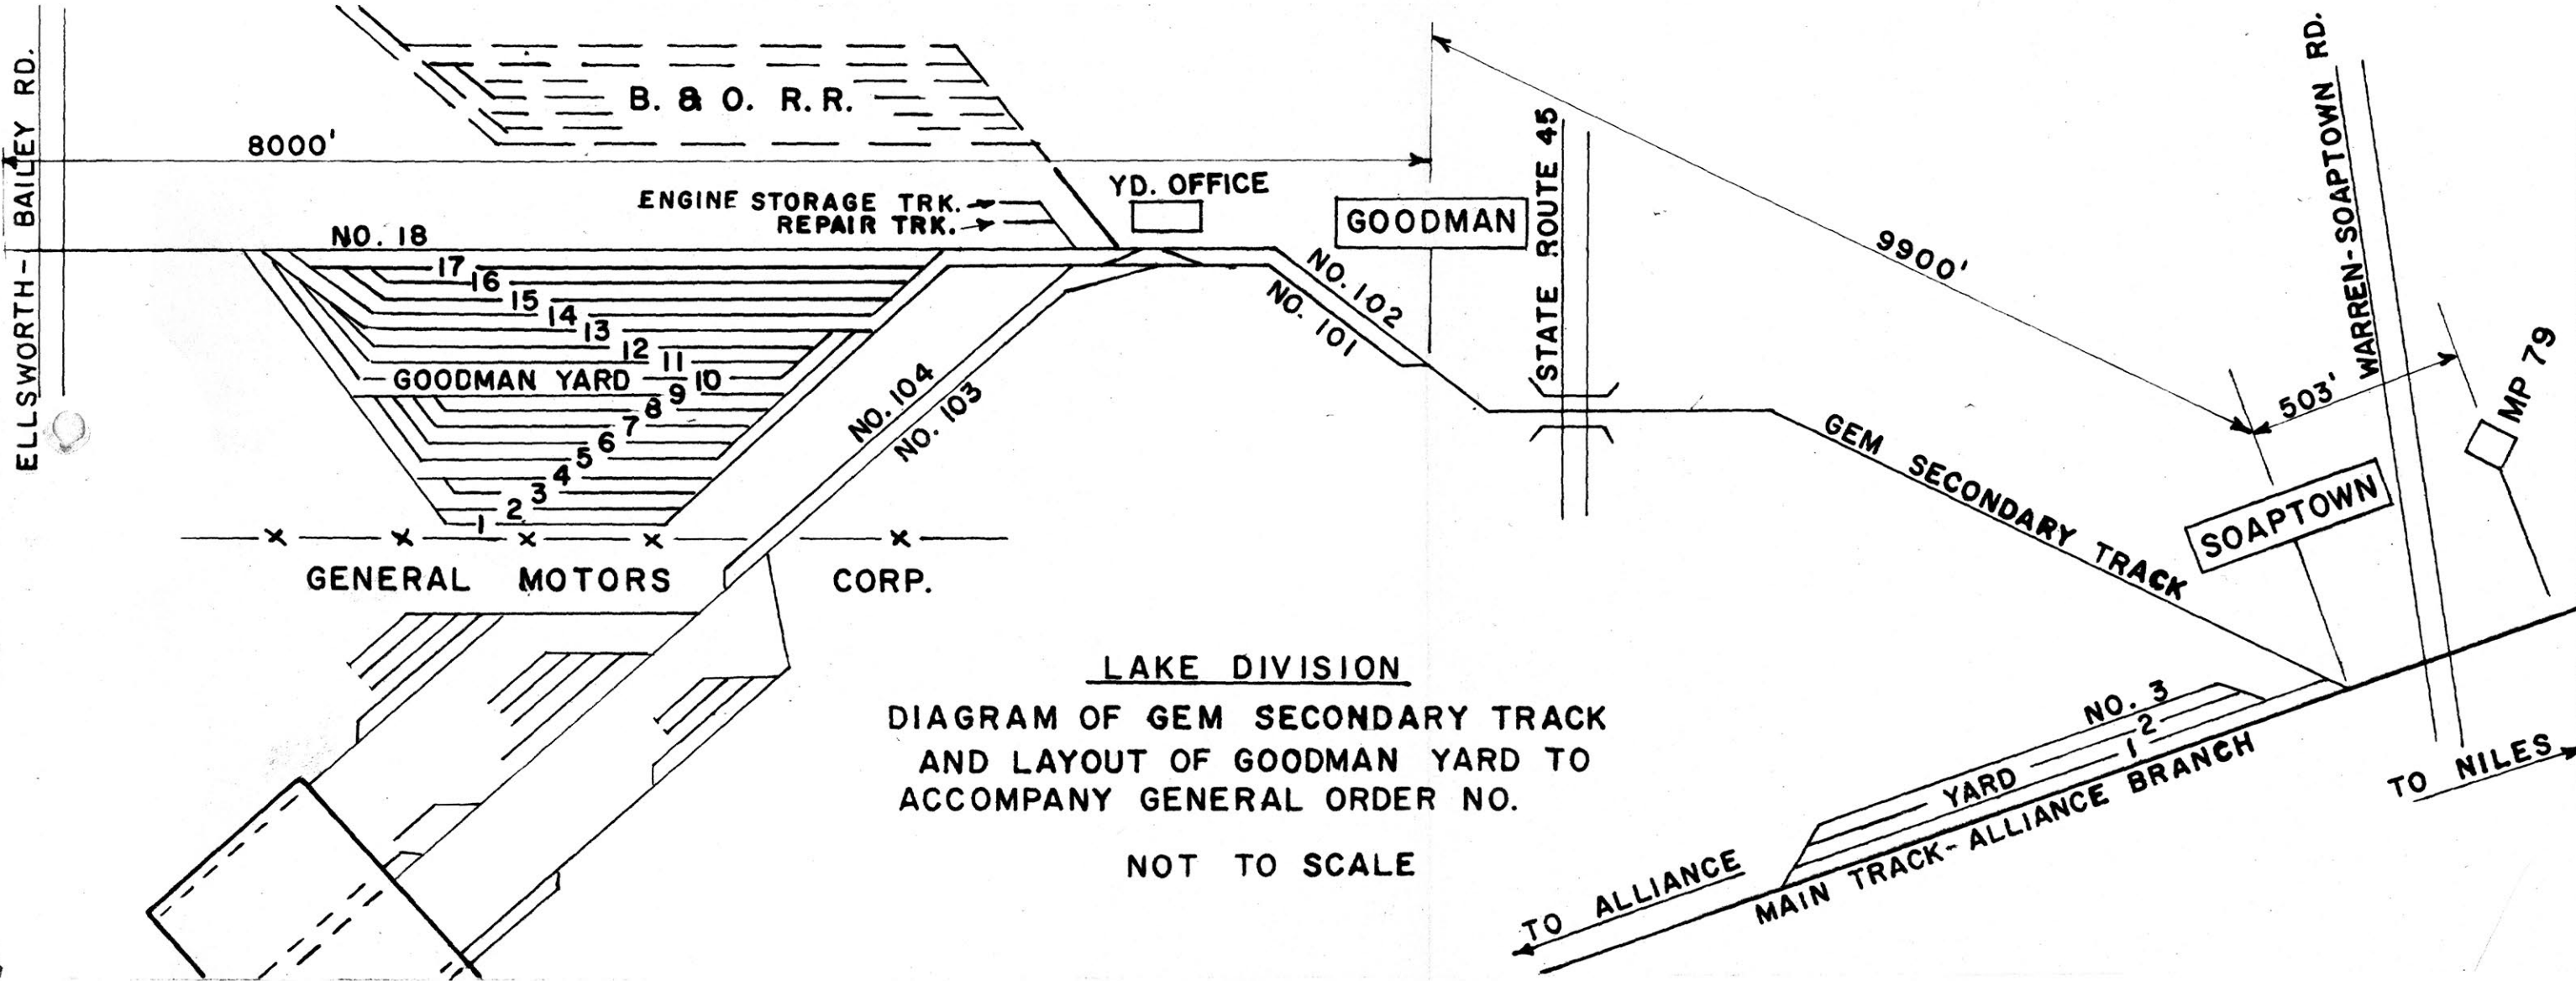 ELLSWORTH- BAILEY RD.
8000'
B. & O. R.R.
ENGINE STORAGE TRK.
REPAIR TRK.
YD. OFFICE
NO. 18
17
16
15
14
13
12
11
GOODMAN YARD 10
9
8
7
6
5
4
3
2
1
GENERAL MOTORS CORP.
NO. 104
NO. 103
NO. 102
NO. 101
GOODMAN
STATE ROUTE 45
9900'
GEM SECONDARY TRACK
WARREN-SOAPTOWN RD.
503'
MP 79
SOAPTOWN
NO. 3
2
YARD 1
MAIN TRACK- ALLIANCE BRANCH
TO NILES
TO ALLIANCE
LAKE DIVISION
DIAGRAM OF GEM SECONDARY TRACK
AND LAYOUT OF GOODMAN YARD TO
ACCOMPANY GENERAL ORDER NO.
NOT TO SCALE